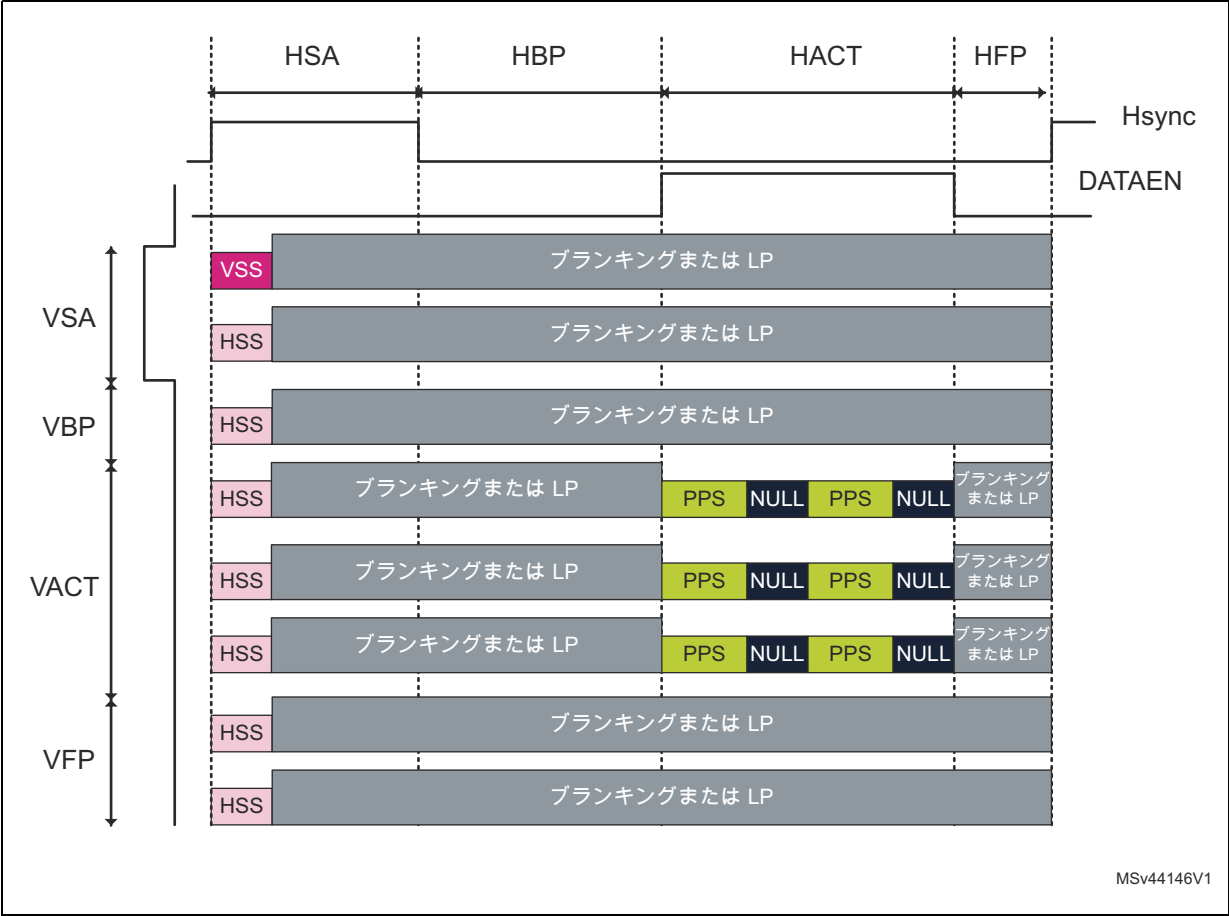 HSA HBP HACT HFP
Hsync
DATAEN
VSS ブランキングまたは LP
VSA
HSS ブランキングまたは LP
VBP HSS ブランキングまたは LP
HSS ブランキングまたは LP PPS NULL PPS NULL ブランキング
または LP
VACT HSS ブランキングまたは LP PPS NULL PPS NULL ブランキング
または LP
HSS ブランキングまたは LP PPS NULL PPS NULL ブランキング
または LP
HSS ブランキングまたは LP
VFP
HSS ブランキングまたは LP
MSv44146V1